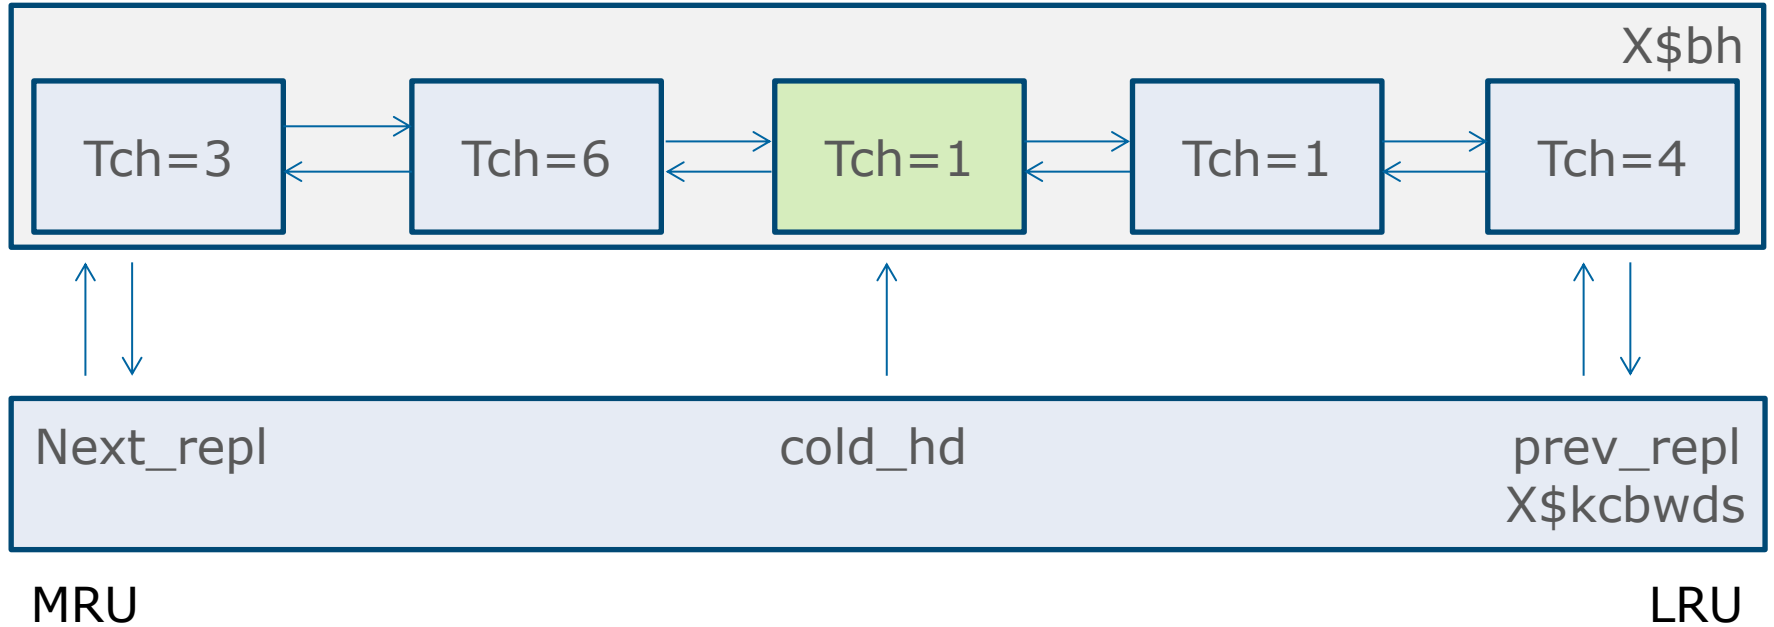 X$bh
Tch=3 Tch=6 Tch=1 Tch=1 Tch=4
Next_repl cold_hd prev_repl
X$kcbwds
MRU LRU